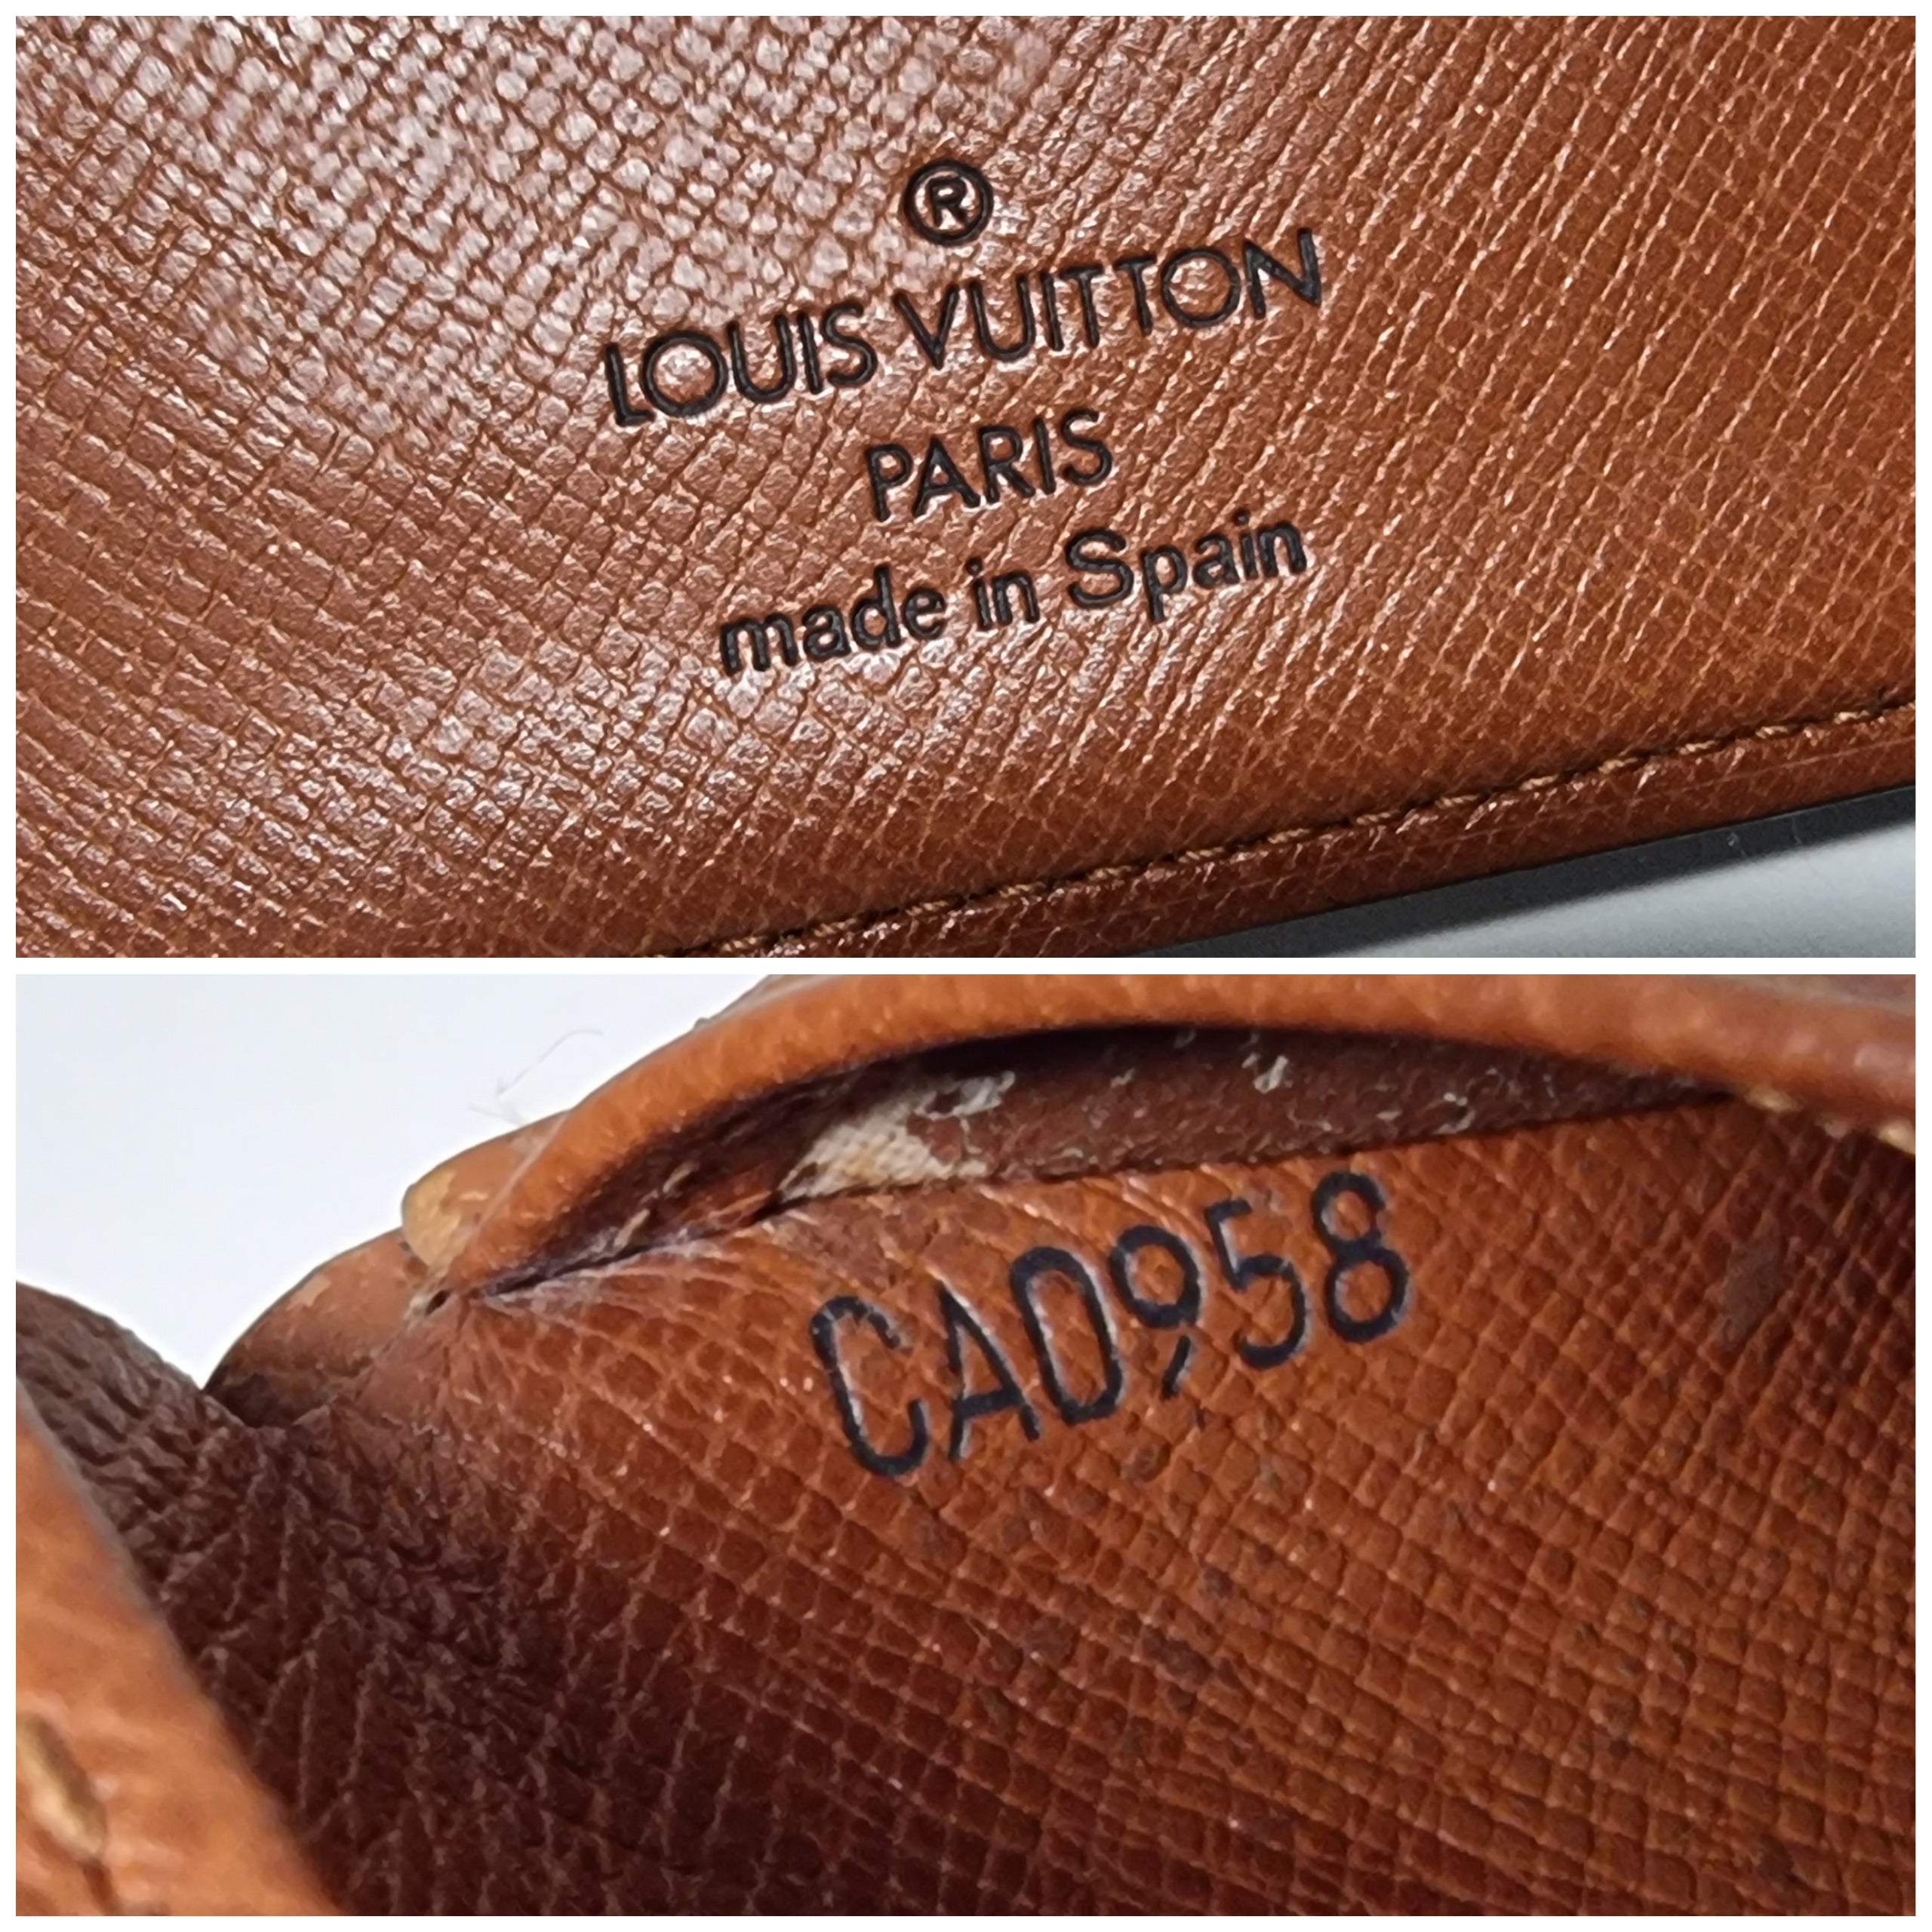 ®
LOUIS VUITTON
PARIS
made in Spain
CA0958